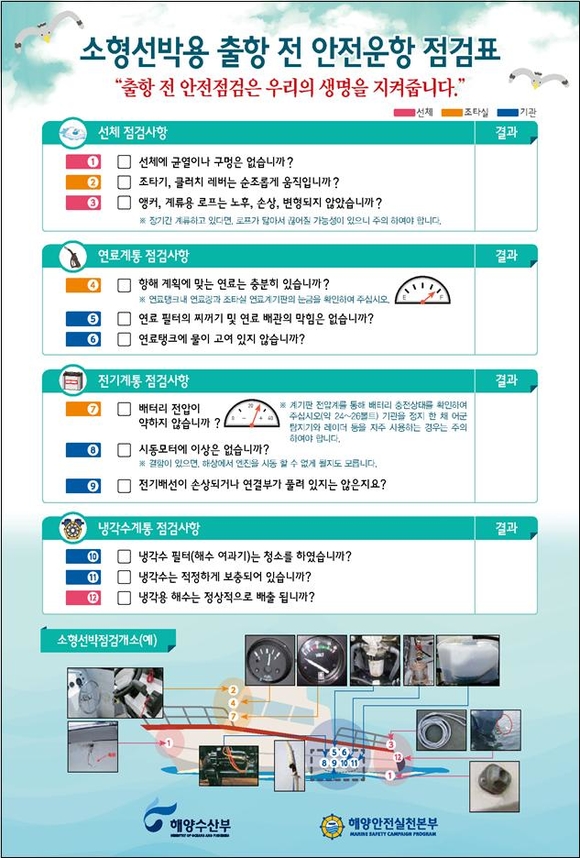 소형선박용 출항 전 안전운항 점검표
"출항 전 안전점검은 우리의 생명을 지켜줍니다."
선체 조타실 기관
선체 점검사항 결과
1 선체에 균열이나 구멍은 없습니까?
2 조타기, 클러치 레버는 순조롭게 움직입니까?
3 앵커, 계류용 로프는 노후, 손상, 변형되지 않았습니까?
※ 장기간 계류하고 있다면, 로프가 닳아서 끊어질 가능성이 있으니 주의 하여야 합니다.
연료계통 점검사항 결과
4 항해 계획에 맞는 연료는 충분히 있습니까?
※ 연료탱크내 연료량과 조타실 연료계기판의 눈금을 확인하여 주십시오.
E F
5 연료 필터의 찌꺼기 및 연료 배관의 막힘은 없습니까?
6 연료탱크에 물이 고여 있지 않습니까?
전기계통 점검사항 결과
7 배터리 전압이
약하지 않습니까 ?
※ 계기판 전압계를 통해 배터리 충전상태를 확인하여
주십시오(약 24~26볼트) 기관을 정지 한 채 어군
탐지기와 레이더 등을 자주 사용하는 경우는 주의
하여야 합니다.
8 시동모터에 이상은 없습니까?
※ 결함이 있으면, 해상에서 엔진을 시동 할 수 없게 될지도 모릅니다.
9 전기배선이 손상되거나 연결부가 풀려 있지는 않은지요?
냉각수계통 점검사항 결과
10 냉각수 필터(해수 여과기)는 청소를 하였습니까?
11 냉각수는 적정하게 보충되어 있습니까?
12 냉각용 해수는 정상적으로 배출 됩니까?
소형선박점검개소(예)
2
4
7
1
5 6
8 9 10 11
3
12
1
해양수산부
MINISTRY OF OCEANS AND FISHERIES
해양안전실천본부
MARINE SAFETY CAMPAIGN PROGRAM